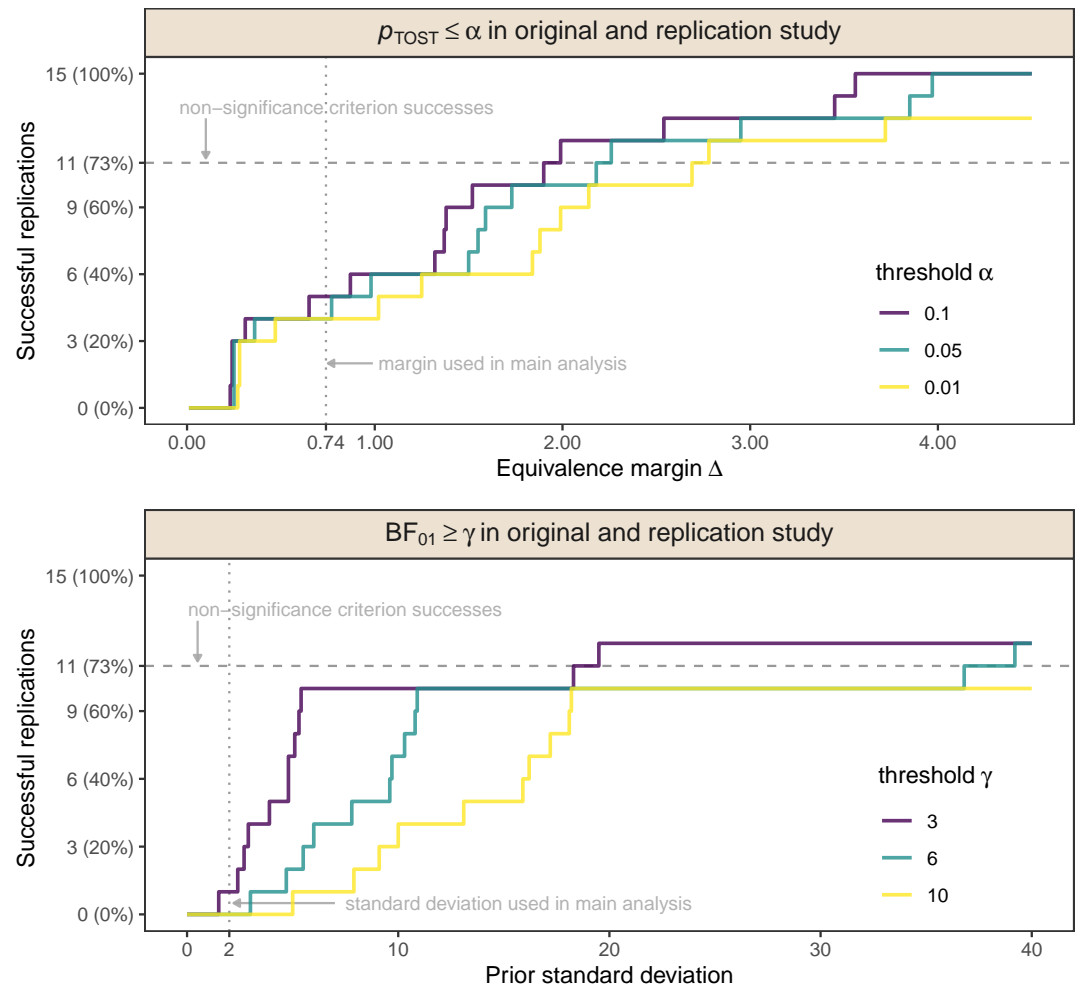 pTOST ≤ α in original and replication study
15 (100%)
non−significance criterion successes
11 (73%)
9 (60%)
6 (40%)
3 (20%)
0 (0%)
Successful replications
margin used in main analysis
threshold α
0.1
0.05
0.01
0.00 0.74 1.00 2.00 3.00 4.00
Equivalence margin Δ
BF01 ≥ γ in original and replication study
15 (100%)
non−significance criterion successes
11 (73%)
9 (60%)
6 (40%)
3 (20%)
0 (0%)
Successful replications
standard deviation used in main analysis
threshold γ
3
6
10
0 2 10 20 30 40
Prior standard deviation